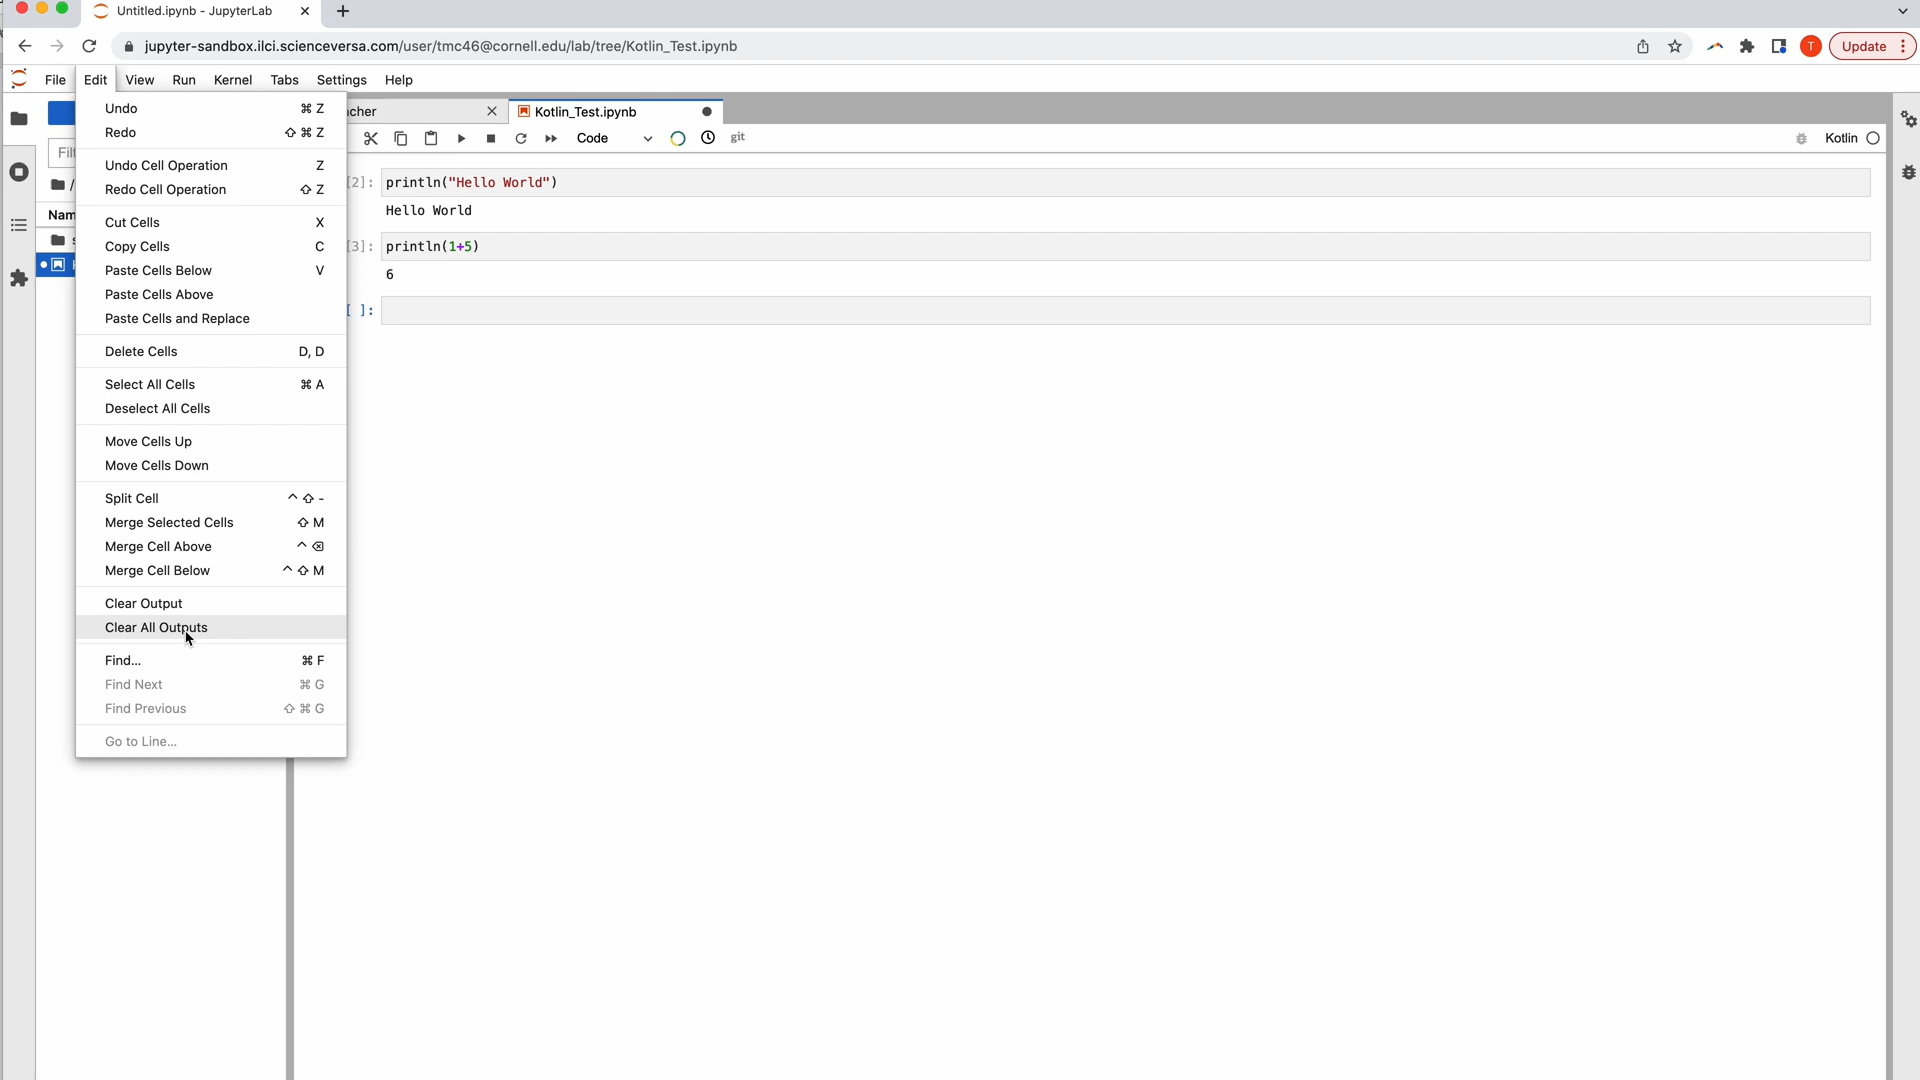 Untitled.ipynb - JupyterLab
jupyter-sandbox.ilci.scienceversa.com/user/tmc46@cornell.edu/lab/tree/Kotlin_Test.ipynb
T
Update
File Edit View Run Kernel Tabs Settings Help
Undo ⌘ Z
Redo ⇧ ⌘ Z
Undo Cell Operation Z
Redo Cell Operation ⇧ Z
Cut Cells X
Copy Cells C
Paste Cells Below V
Paste Cells Above
Paste Cells and Replace
Delete Cells D, D
Select All Cells ⌘ A
Deselect All Cells
Move Cells Up
Move Cells Down
Split Cell ^ ⇧ -
Merge Selected Cells ⇧ M
Merge Cell Above ^ ⌫
Merge Cell Below ^ ⇧ M
Clear Output
Clear All Outputs
Find... ⌘ F
Find Next ⌘ G
Find Previous ⇧ ⌘ G
Go to Line...
Filt
/
Nam
cher
Kotlin_Test.ipynb
Code
git
Kotlin
[2]: println("Hello World")
Hello World
[3]: println(1+5)
6
[ ]: